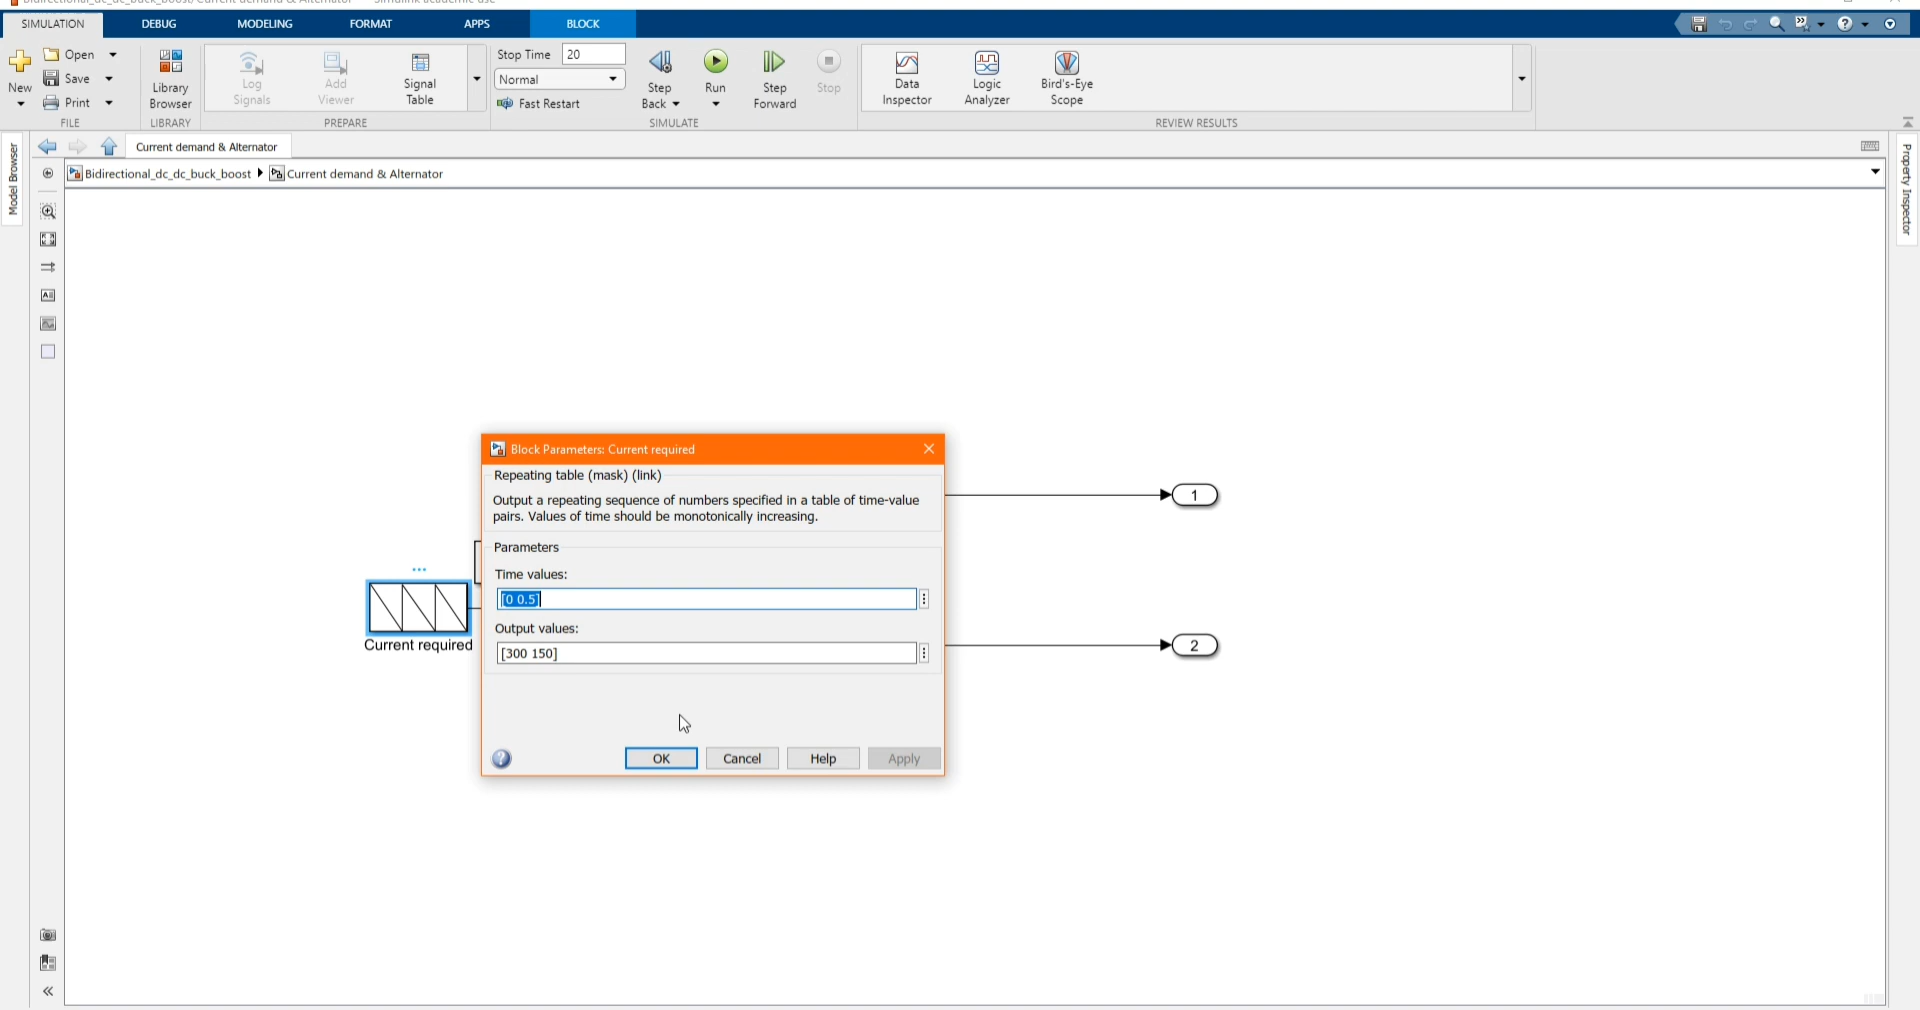 SIMULATION DEBUG MODELING FORMAT APPS BLOCK
New
Open
Save
Print
FILE
Library
Browser
LIBRARY
Log
Signals
Add
Viewer
Signal
Table
PREPARE
Stop Time 20
Normal
Fast Restart
Step
Back
Run
Step
Forward
Stop
SIMULATE
Data
Inspector
Logic
Analyzer
Bird's-Eye
Scope
REVIEW RESULTS
Model Browser
Current demand & Alternator
Property Inspector
Bidirectional_dc_dc_buck_boost Current demand & Alternator
Block Parameters: Current required
Repeating table (mask) (link)
Output a repeating sequence of numbers specified in a table of time-value
pairs. Values of time should be monotonically increasing.
Parameters
Time values:
[0 0.5]
Output values:
[300 150]
OK Cancel Help Apply
Current required
1
2